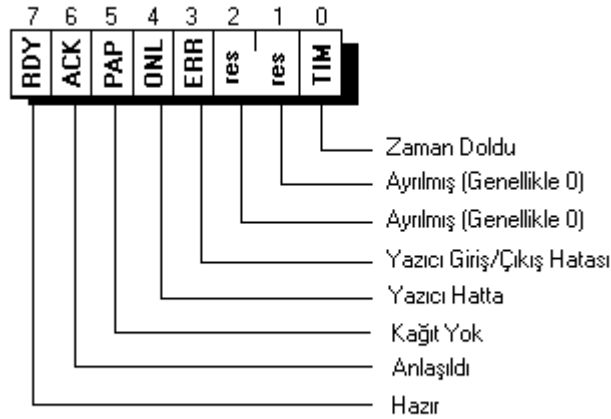 7 6 5 4 3 2 1 0
RDY ACK PAP ONL ERR res res TIM
Zaman Doldu
Ayrılmış (Genellikle 0)
Ayrılmış (Genellikle 0)
Yazıcı Giriş/Çıkış Hatası
Yazıcı Hatta
Kağıt Yok
Anlaşıldı
Hazır